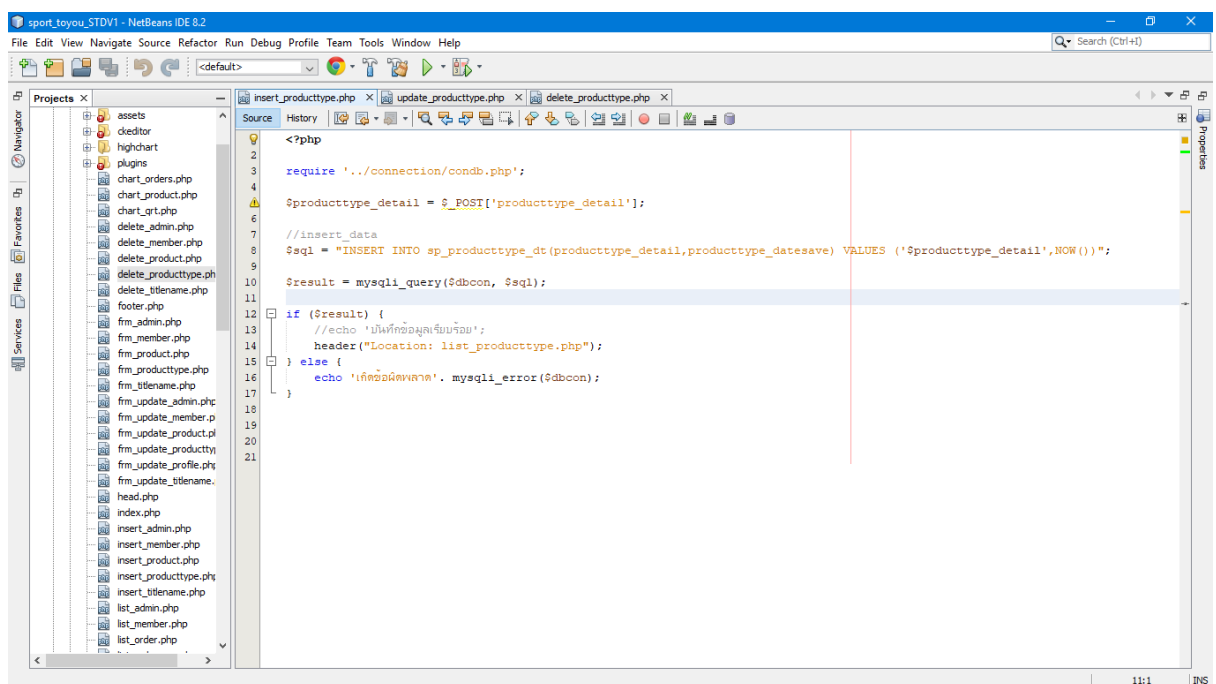 sport_toyou_STDV1 - NetBeans IDE 8.2
File Edit View Navigate Source Refactor Run Debug Profile Team Tools Window Help
Search (Ctrl+I)
<default>
Projects
insert_producttype.php
update_producttype.php
delete_producttype.php
Source
History
Navigator
Favorites
Files
Services
Properties
assets
ckeditor
highchart
plugins
chart_orders.php
chart_product.php
chart_qrt.php
delete_admin.php
delete_member.php
delete_product.php
delete_producttype.ph
delete_titlename.php
footer.php
frm_admin.php
frm_member.php
frm_product.php
frm_producttype.php
frm_titlename.php
frm_update_admin.php
frm_update_member.p
frm_update_product.pl
frm_update_productty
frm_update_profile.php
frm_update_titlename.
head.php
index.php
insert_admin.php
insert_member.php
insert_product.php
insert_producttype.php
insert_titlename.php
list_admin.php
list_member.php
list_order.php
<?php
2
3 require '../connection/condb.php';
4
$producttype_detail = $_POST['producttype_detail'];
6
7 //insert_data
8 $sql = "INSERT INTO sp_producttype_dt(producttype_detail,producttype_datesave) VALUES ('$producttype_detail',NOW())";
9
10 $result = mysqli_query($dbcon, $sql);
11
12 if ($result) {
13 //echo 'บันทึกข้อมูลเรียบร้อย';
14 header("Location: list_producttype.php");
15 } else {
16 echo 'เกิดข้อผิดพลาด'. mysqli_error($dbcon);
17 }
18
19
20
21
11:1
INS